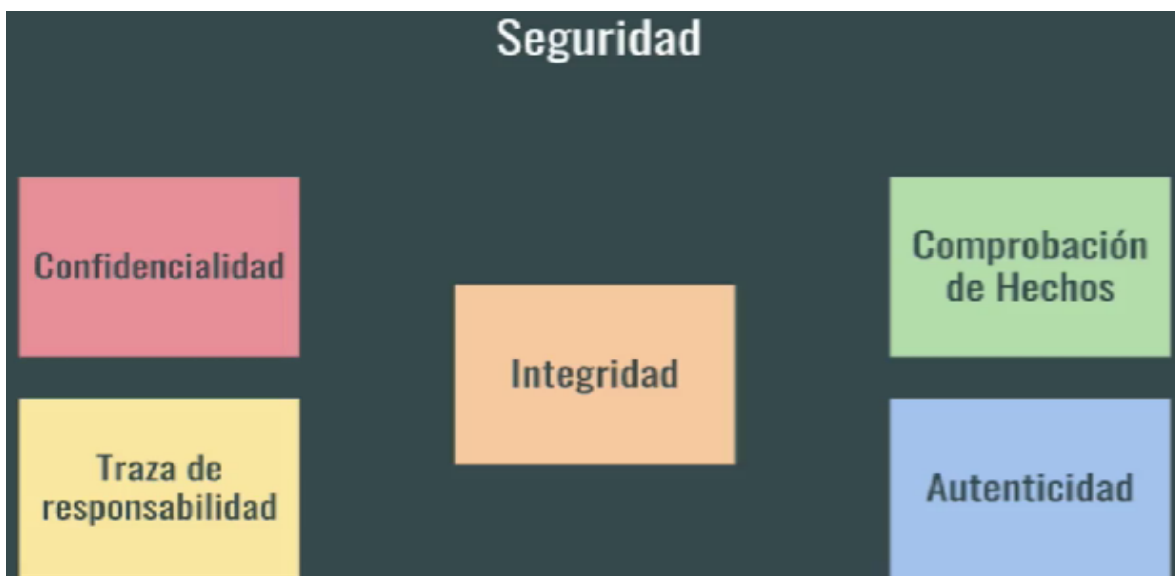 Seguridad
Confidencialidad
Comprobación
de Hechos
Integridad
Traza de
responsabilidad
Autenticidad